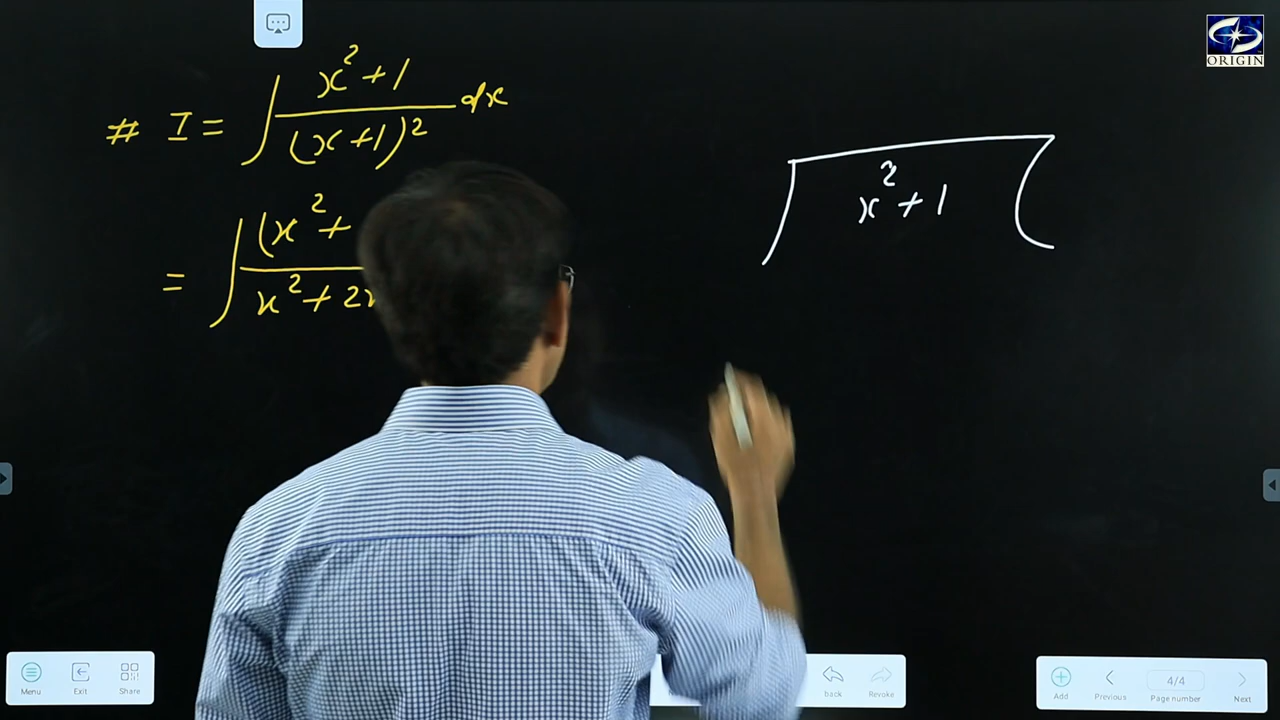 # I = ∫ x² + 1 / (x + 1)² dx
= ∫ (x² + / x² + 2x
x² + 1
ORIGIN
Menu
Exit
Share
back
Revoke
Add
Previous
4/4
Page number
Next